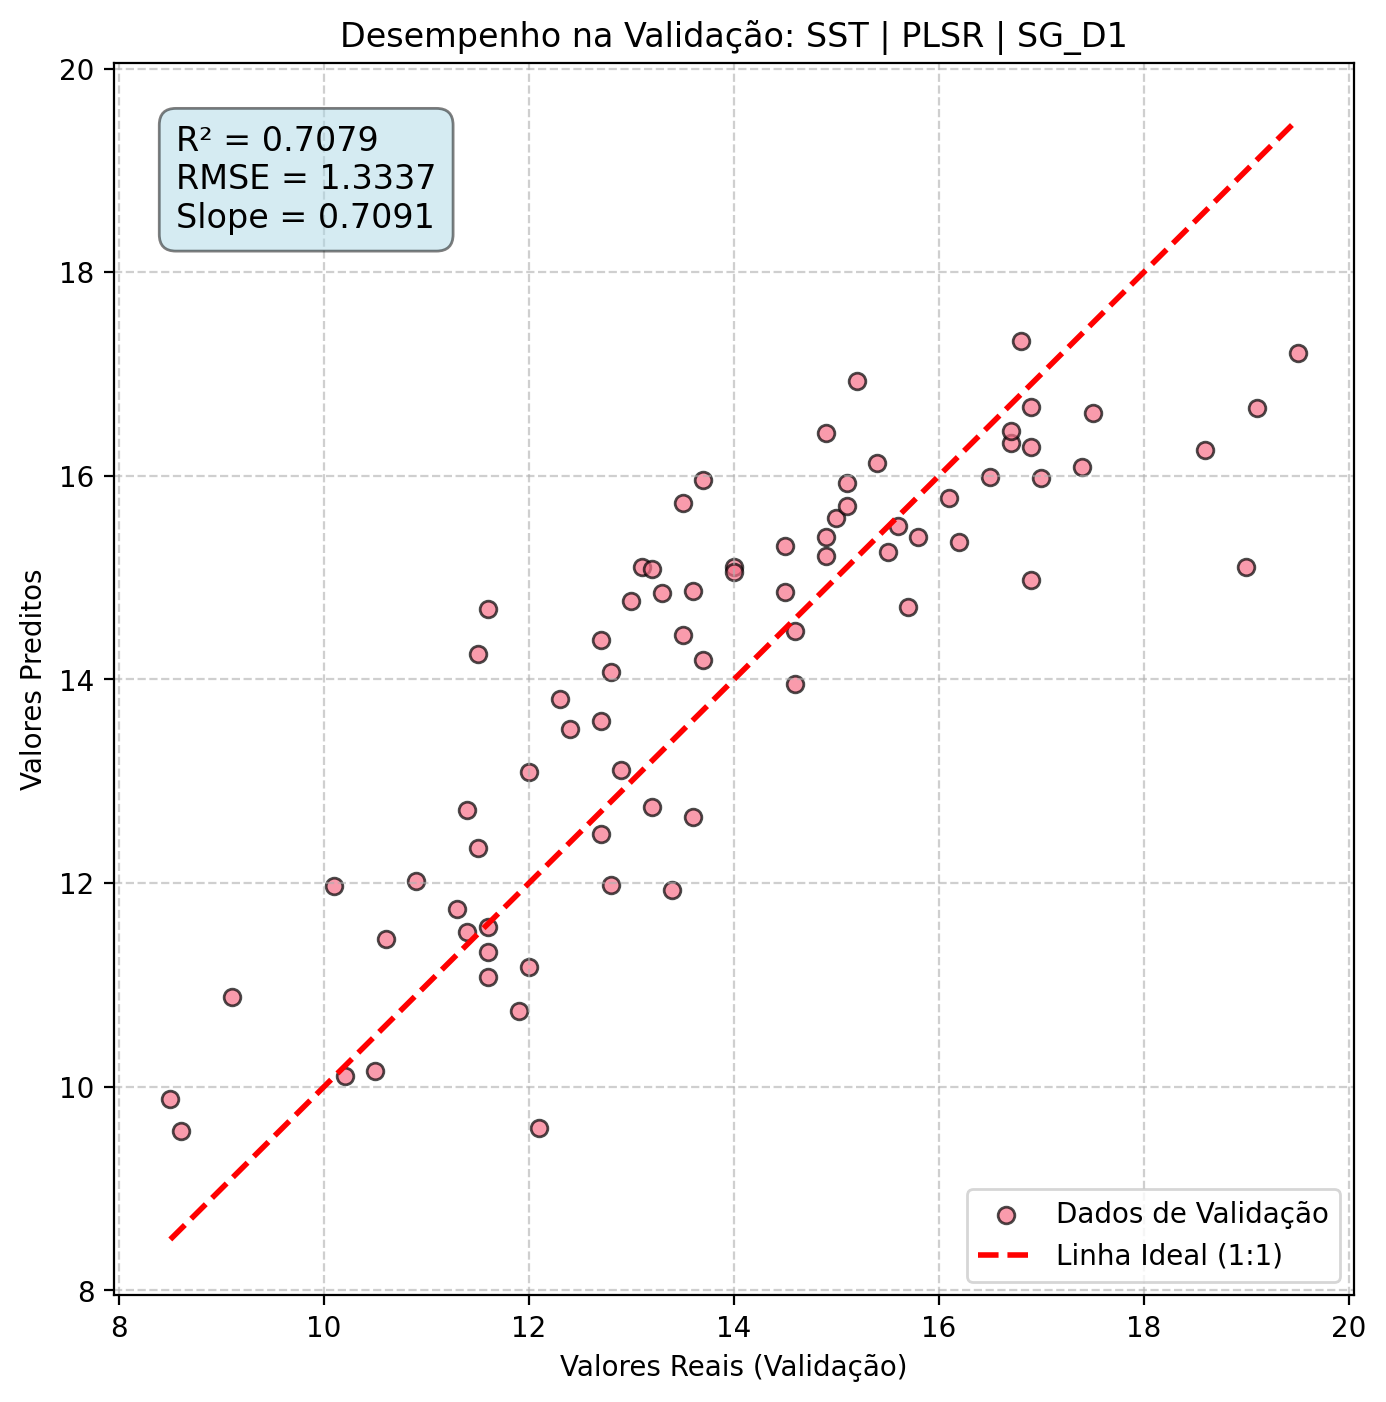 Desempenho na Validação: SST | PLSR | SG_D1
R² = 0.7079
RMSE = 1.3337
Slope = 0.7091
20
18
16
14
12
10
8
Valores Preditos
8 10 12 14 16 18 20
Valores Reais (Validação)
Dados de Validação
Linha Ideal (1:1)